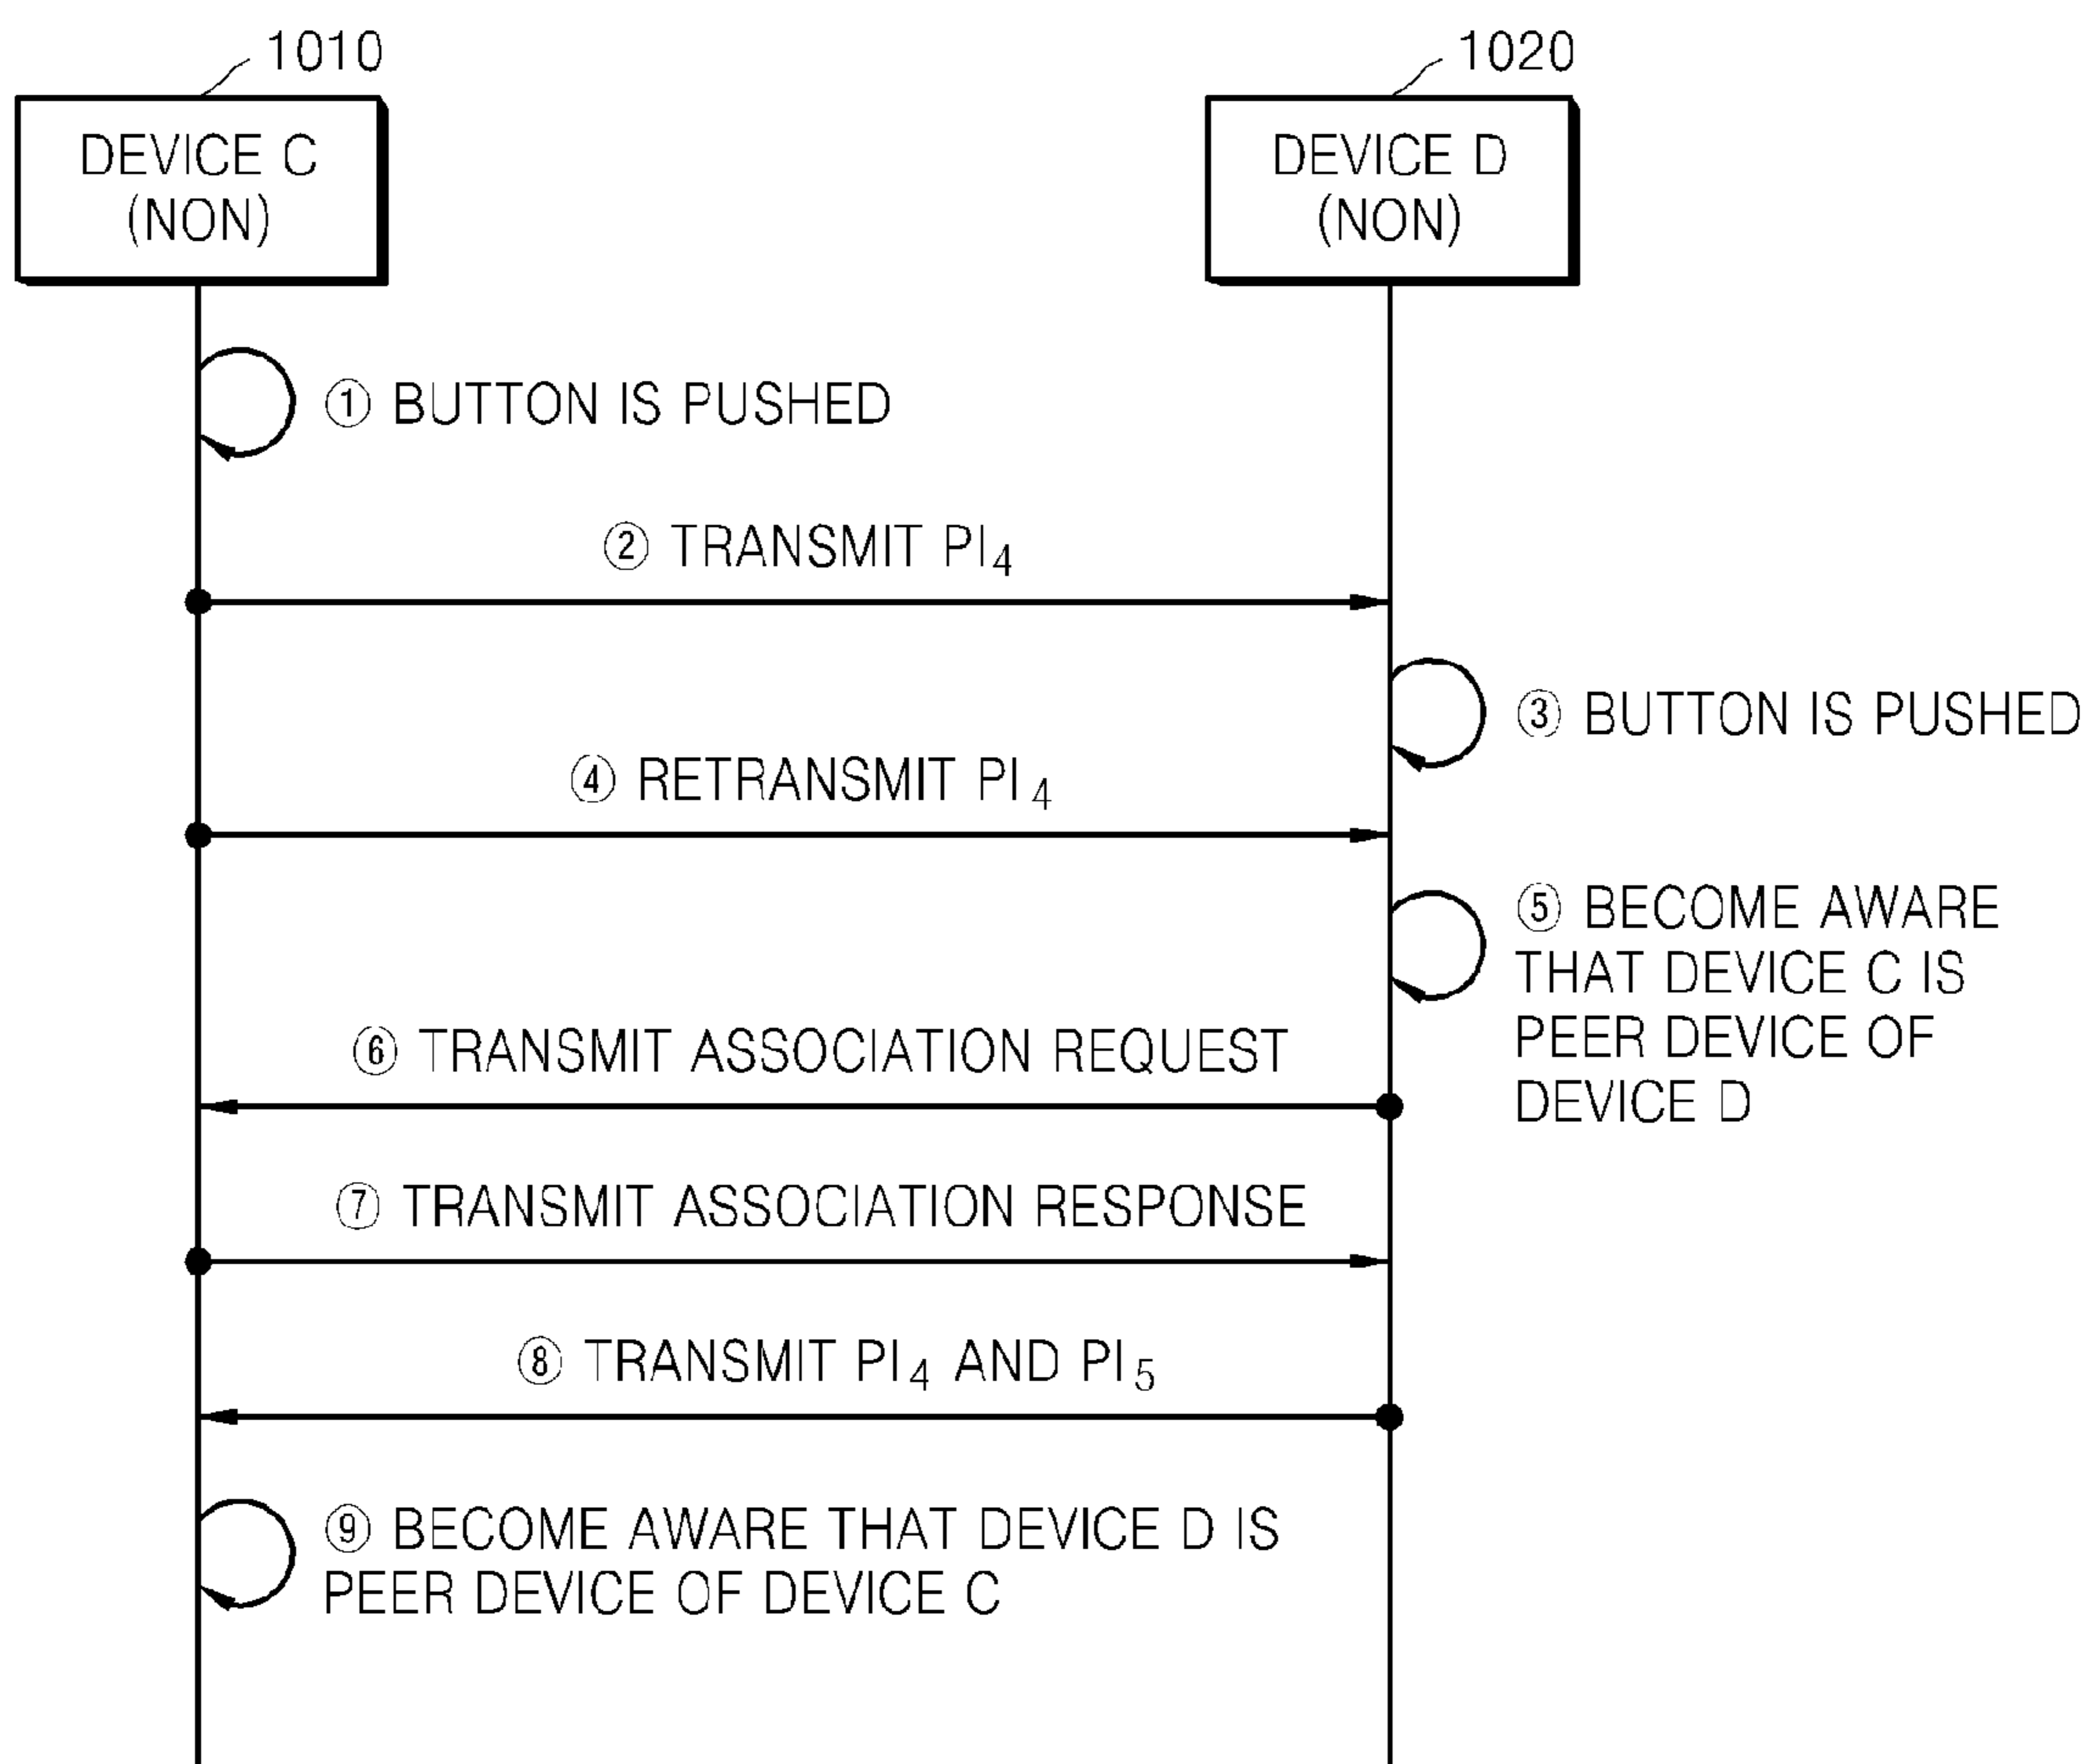 1010
1020
DEVICE C
(NON)
DEVICE D
(NON)
① BUTTON IS PUSHED
② TRANSMIT PI₄
③ BUTTON IS PUSHED
④ RETRANSMIT PI₄
⑤ BECOME AWARE
THAT DEVICE C IS
PEER DEVICE OF
DEVICE D
⑥ TRANSMIT ASSOCIATION REQUEST
⑦ TRANSMIT ASSOCIATION RESPONSE
⑧ TRANSMIT PI₄ AND PI₅
⑨ BECOME AWARE THAT DEVICE D IS
PEER DEVICE OF DEVICE C